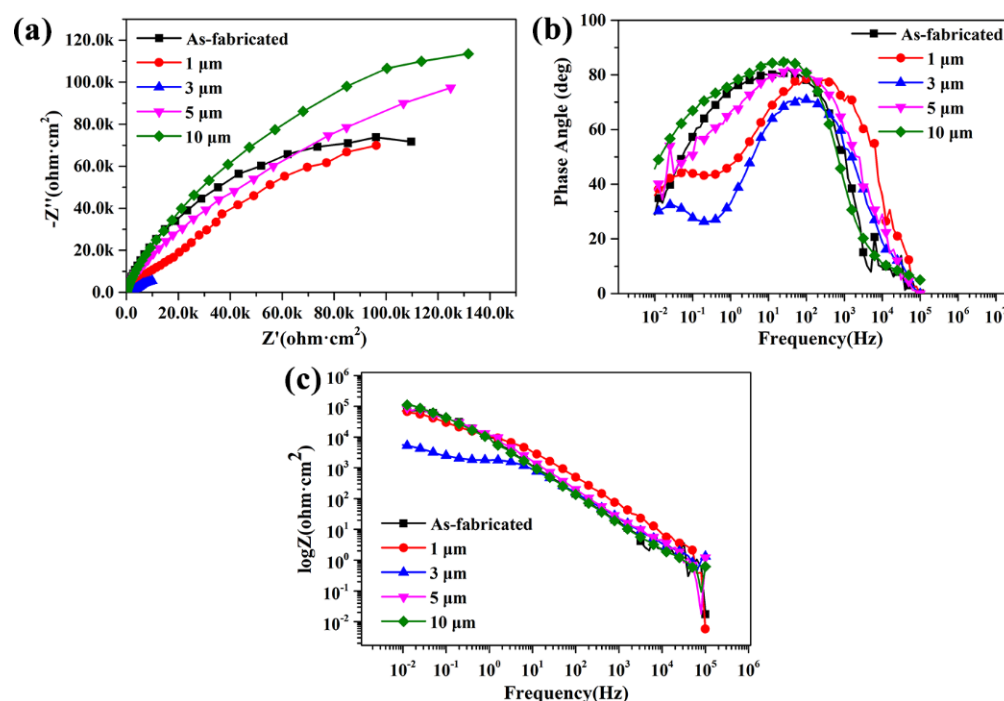 (a)
-Z''(ohm·cm²)
120.0k
100.0k
80.0k
60.0k
40.0k
20.0k
0.0
As-fabricated
1 µm
3 µm
5 µm
10 µm
0.0 20.0k 40.0k 60.0k 80.0k 100.0k 120.0k 140.0k
Z'(ohm·cm²)
(b)
Phase Angle (deg)
100
80
60
40
20
0
As-fabricated
1 µm
3 µm
5 µm
10 µm
10⁻² 10⁻¹ 10⁰ 10¹ 10² 10³ 10⁴ 10⁵ 10⁶ 10⁷
Frequency(Hz)
(c)
logZ(ohm·cm²)
10⁶
10⁵
10⁴
10³
10²
10¹
10⁰
10⁻¹
10⁻²
As-fabricated
1 µm
3 µm
5 µm
10 µm
10⁻² 10⁻¹ 10⁰ 10¹ 10² 10³ 10⁴ 10⁵ 10⁶
Frequency(Hz)